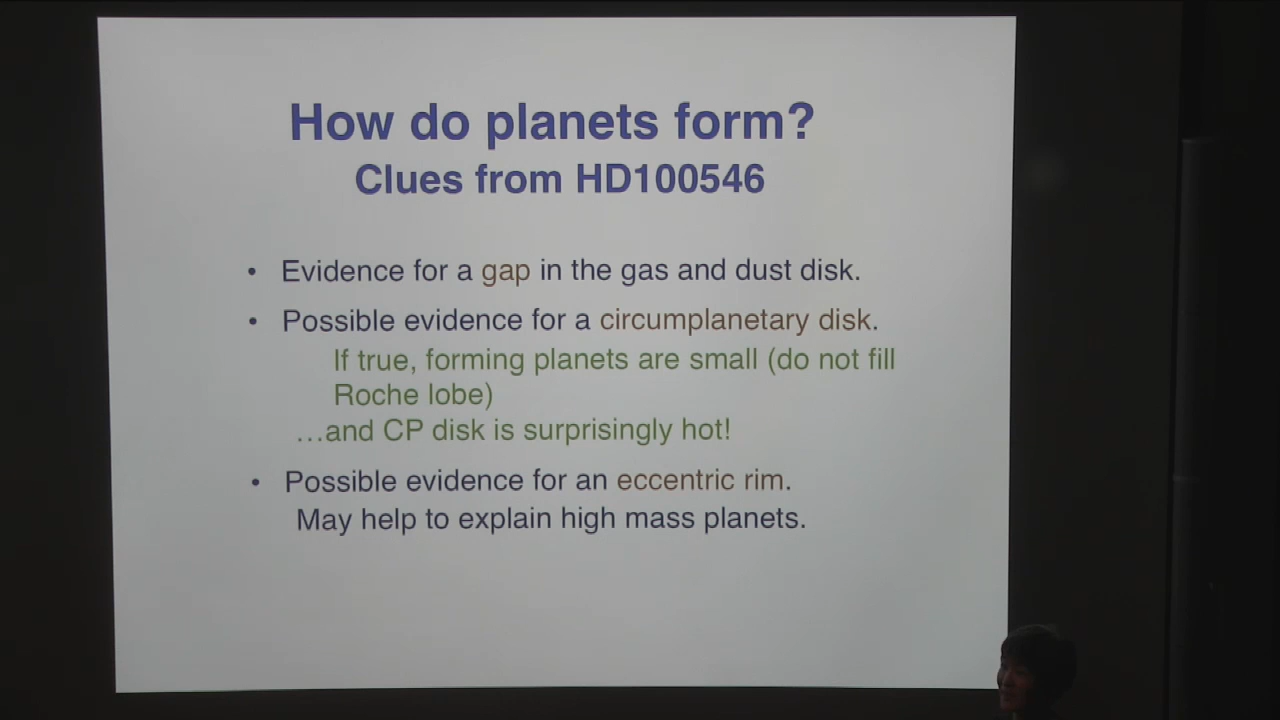 How do planets form?
Clues from HD100546
• Evidence for a gap in the gas and dust disk.
• Possible evidence for a circumplanetary disk.
If true, forming planets are small (do not fill
Roche lobe)
…and CP disk is surprisingly hot!
• Possible evidence for an eccentric rim.
May help to explain high mass planets.